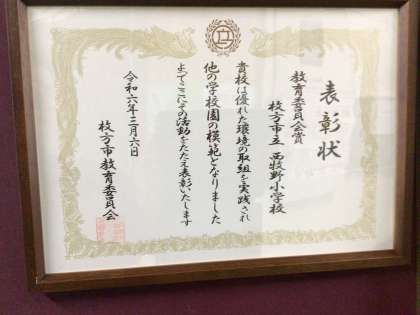 表彰状
教育委員会賞
枚方市立 西牧野小学校
貴校は優れた環境の取組を実践され
他の学校園の模範となりました
よってここにその活動をたたえ表彰いたします
令和六年三月六日
枚方市教育委員会